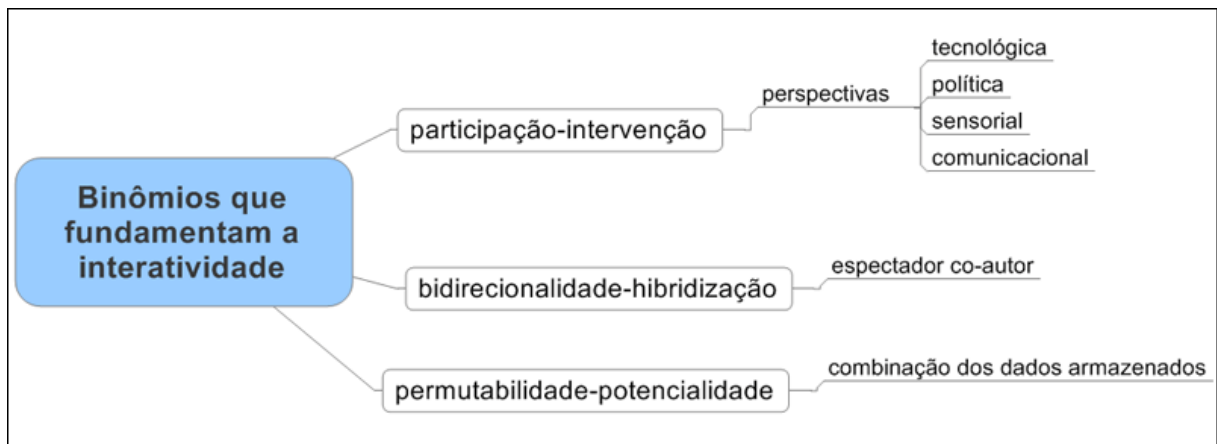 Binômios que
fundamentam a
interatividade
participação-intervenção
perspectivas
tecnológica
política
sensorial
comunicacional
bidirecionalidade-hibridização
espectador co-autor
permutabilidade-potencialidade
combinação dos dados armazenados